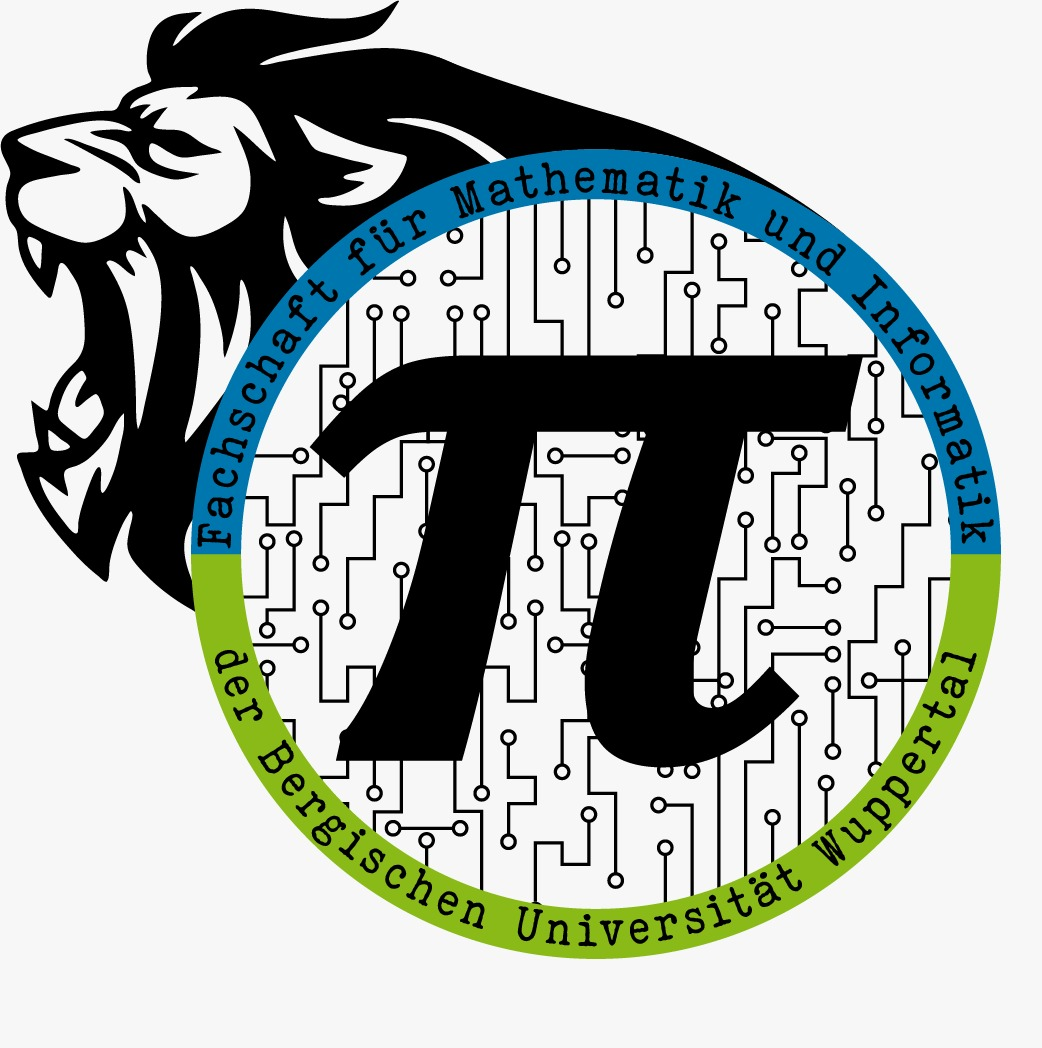 Fachschaft für Mathematik und Informatik
der Bergischen Universität Wuppertal
π